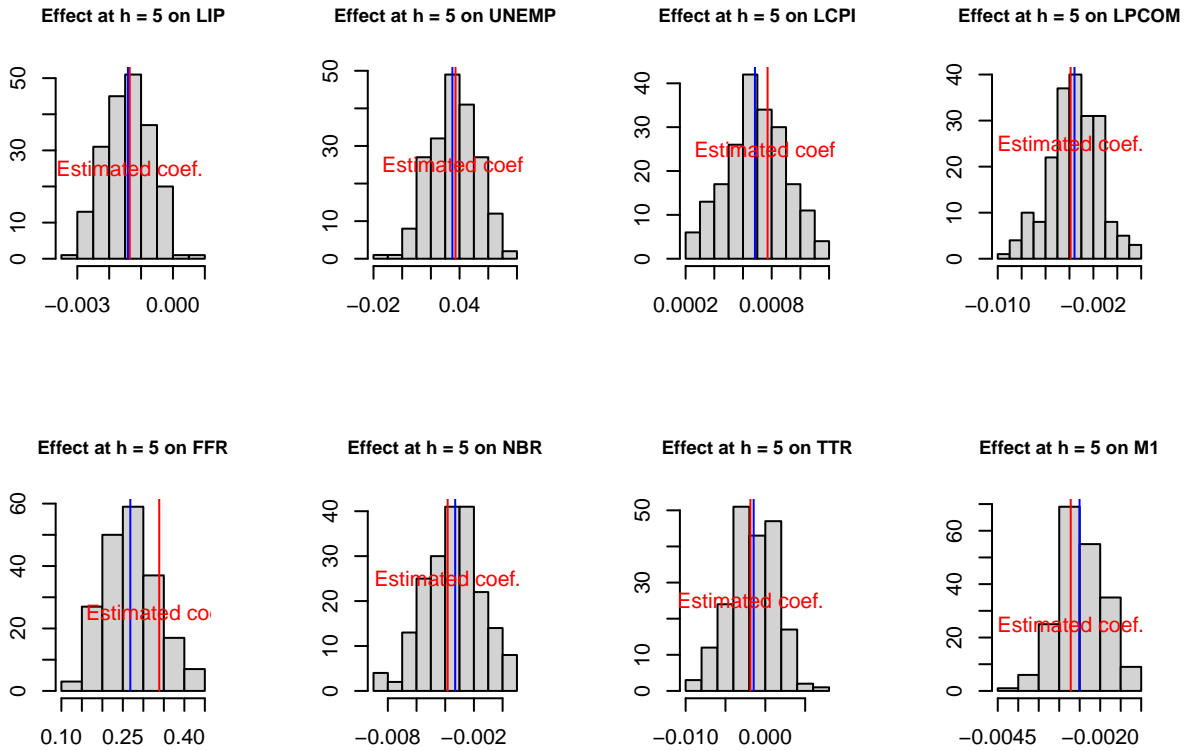 Effect at h = 5 on LIP
Effect at h = 5 on UNEMP
Effect at h = 5 on LCPI
Effect at h = 5 on LPCOM
0 10 30 50
Estimated coef.
−0.003 0.000
0 10 30 50
Estimated coef
−0.02 0.04
0 10 20 30 40
Estimated coef
0.0002 0.0008
0 10 20 30 40
Estimated coef.
−0.010 −0.002
Effect at h = 5 on FFR
Effect at h = 5 on NBR
Effect at h = 5 on TTR
Effect at h = 5 on M1
0 20 40 60
Estimated co
0.10 0.25 0.40
0 10 20 30 40
Estimated coef.
−0.008 −0.002
0 10 30 50
Estimated coef.
−0.010 0.000
0 20 40 60
Estimated coef.
−0.0045 −0.0020